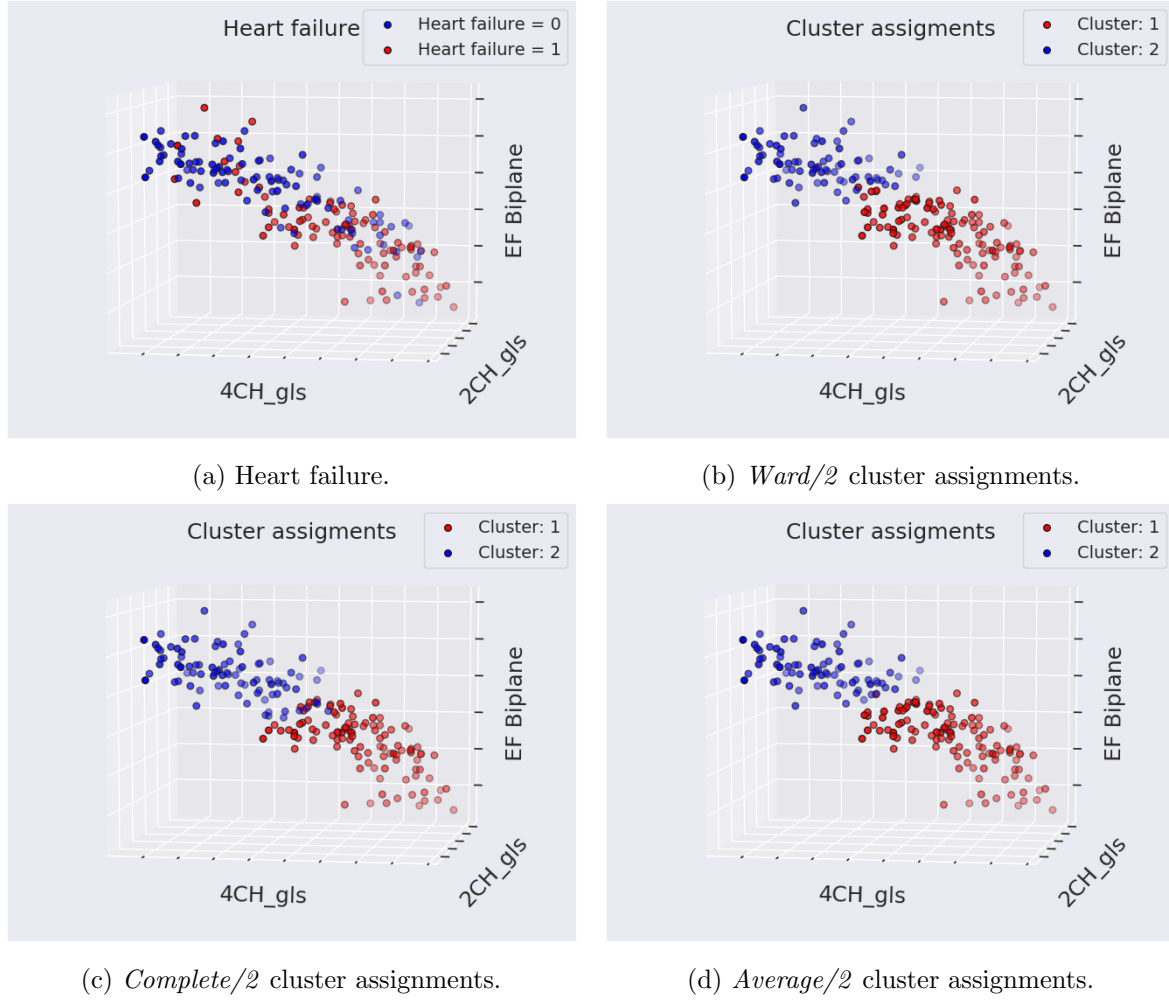 Heart failure
Heart failure = 0
Heart failure = 1
EF Biplane
4CH_gls
2CH_gls
(a) Heart failure.
Cluster assigments
Cluster: 1
Cluster: 2
EF Biplane
4CH_gls
2CH_gls
(b) Ward/2 cluster assignments.
Cluster assigments
Cluster: 1
Cluster: 2
EF Biplane
4CH_gls
2CH_gls
(c) Complete/2 cluster assignments.
Cluster assigments
Cluster: 1
Cluster: 2
EF Biplane
4CH_gls
2CH_gls
(d) Average/2 cluster assignments.